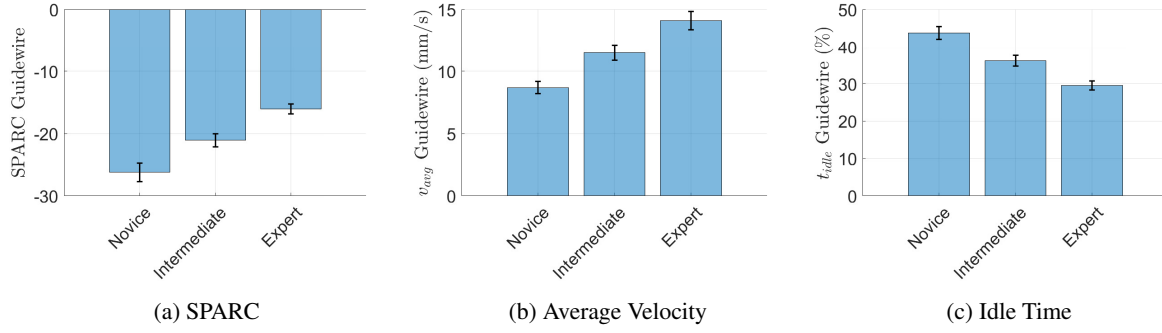 SPARC Guidewire
0
-10
-20
-30
Novice
Intermediate
Expert
(a) SPARC
v_avg Guidewire (mm/s)
15
10
5
0
Novice
Intermediate
Expert
(b) Average Velocity
t_idle Guidewire (%)
50
40
30
20
10
0
Novice
Intermediate
Expert
(c) Idle Time